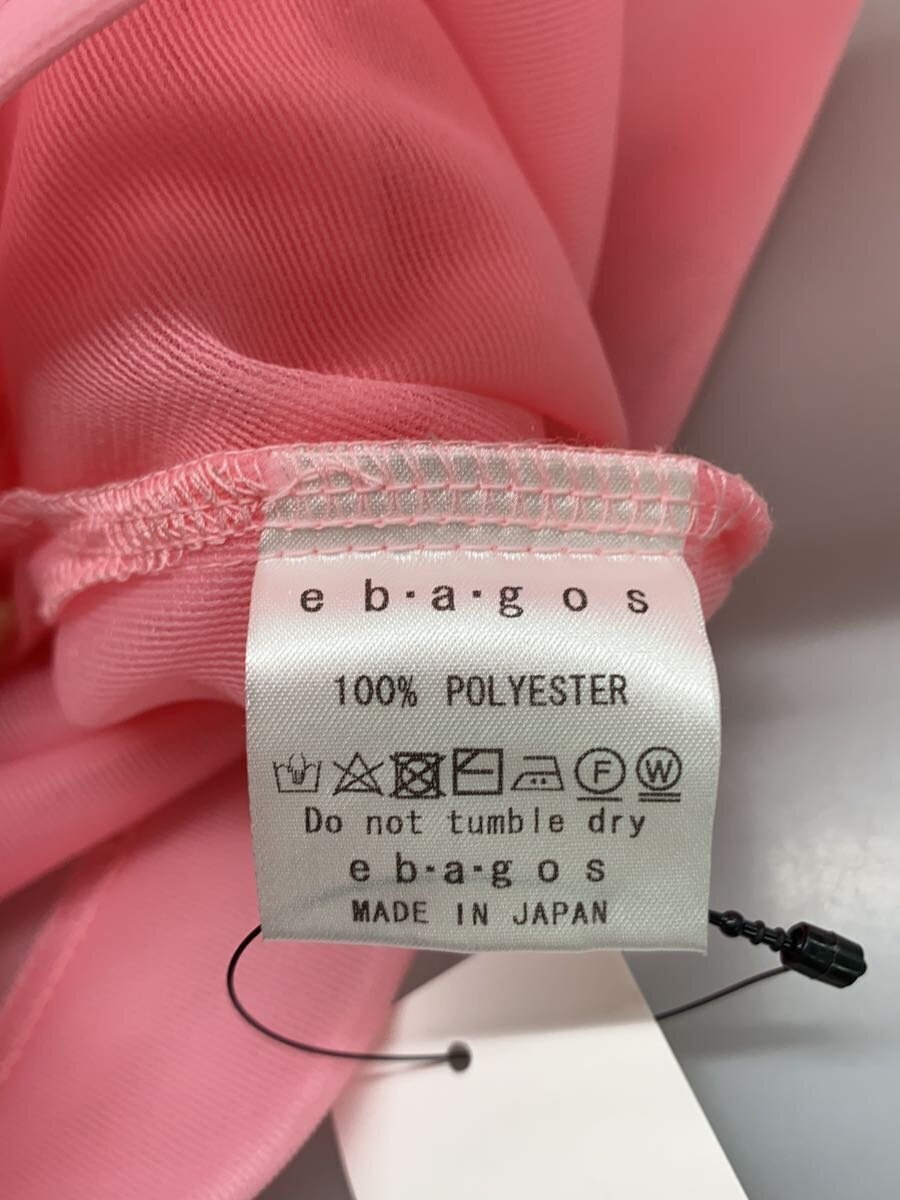 e b・a・g o s
100% POLYESTER
F W
Do not tumble dry
e b・a・g o s
MADE IN JAPAN